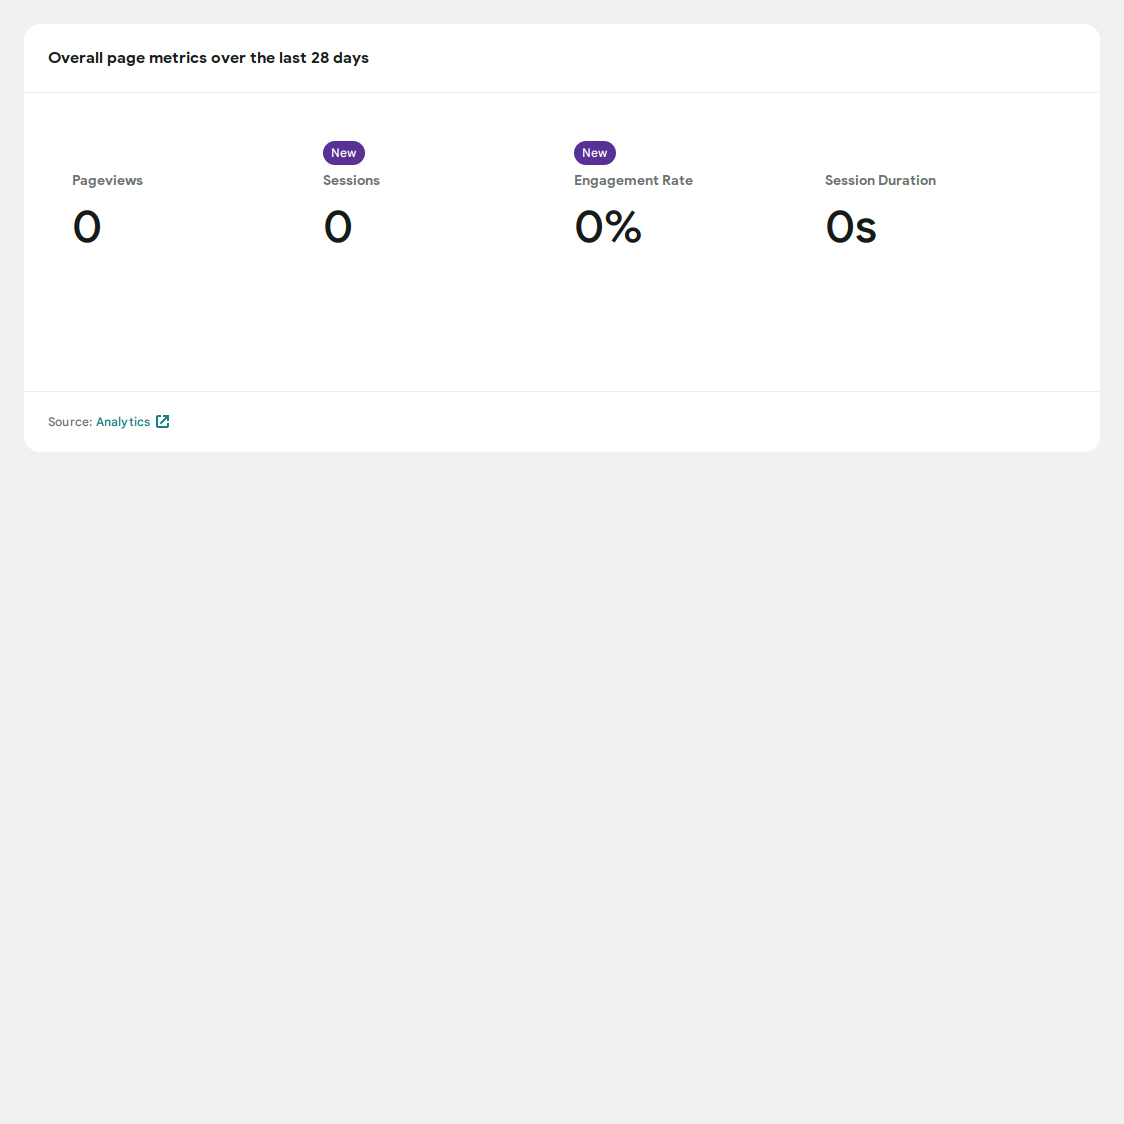 Overall page metrics over the last 28 days
New
New
Pageviews
Sessions
Engagement Rate
Session Duration
0
0
0%
0s
Source: Analytics